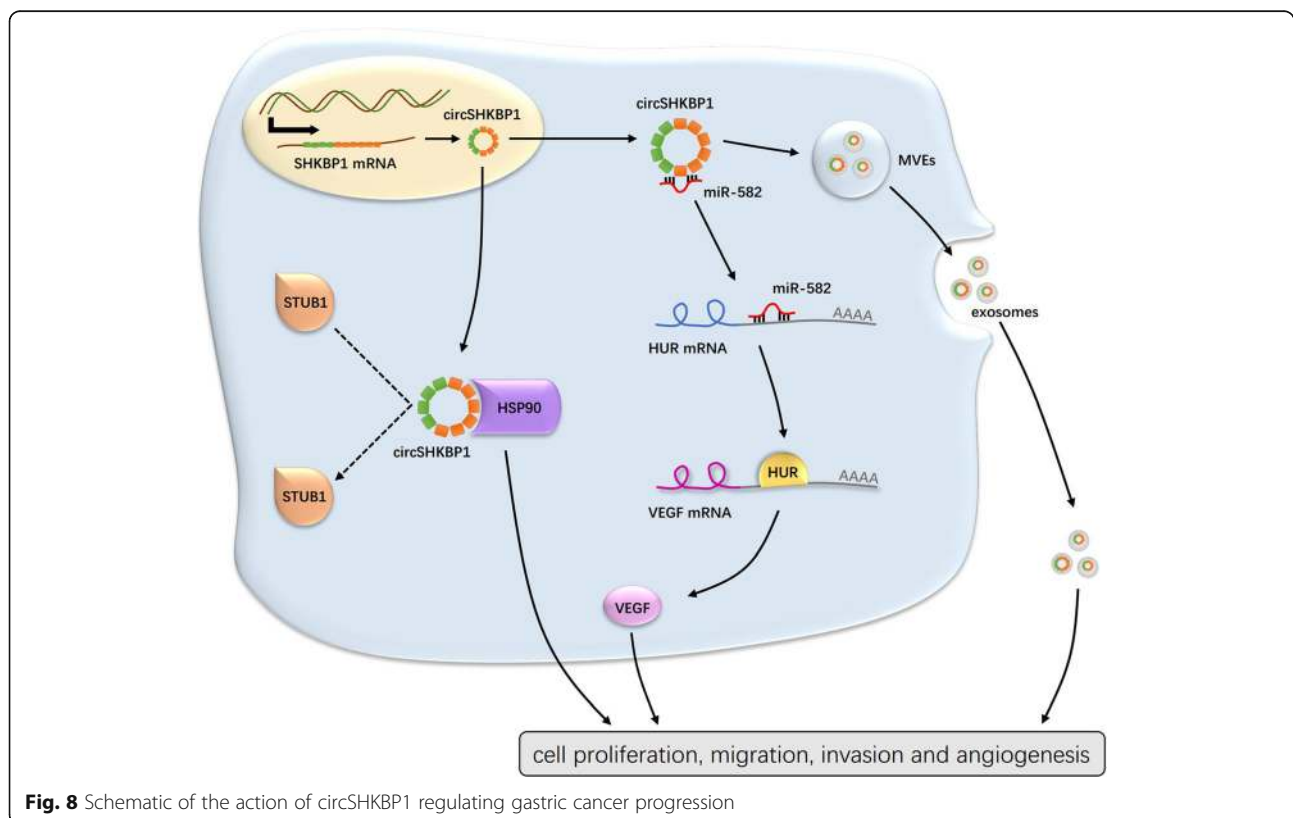 circSHKBP1
SHKBP1 mRNA
circSHKBP1
miR-582
MVEs
exosomes
STUB1
miR-582
AAAA
HUR mRNA
HSP90
circSHKBP1
STUB1
HUR
AAAA
VEGF mRNA
VEGF
cell proliferation, migration, invasion and angiogenesis
Fig. 8 Schematic of the action of circSHKBP1 regulating gastric cancer progression